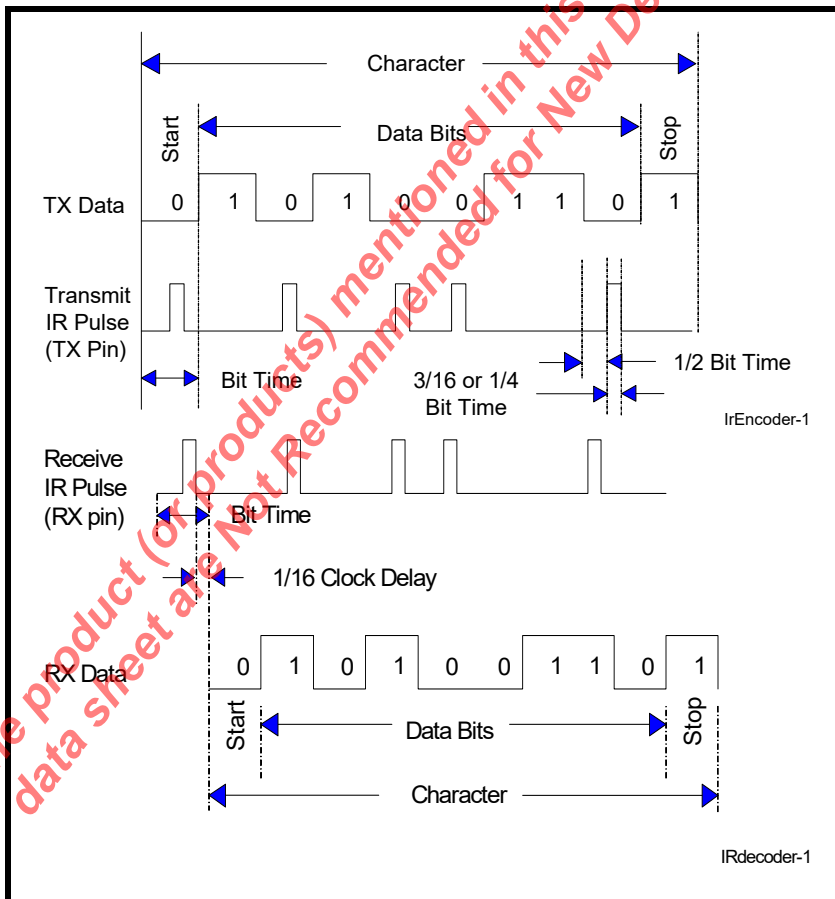 Character
Start
Data Bits
Stop
TX Data
0 1 0 1 0 0 1 1 0 1
Transmit
IR Pulse
(TX Pin)
Bit Time
1/2 Bit Time
3/16 or 1/4
Bit Time
IrEncoder-1
Receive
IR Pulse
(RX pin)
Bit Time
1/16 Clock Delay
RX Data
0 1 0 1 0 0 1 1 0 1
Start
Data Bits
Stop
Character
IRdecoder-1
product (or products) mentioned in this
data sheet are Not Recommended for New